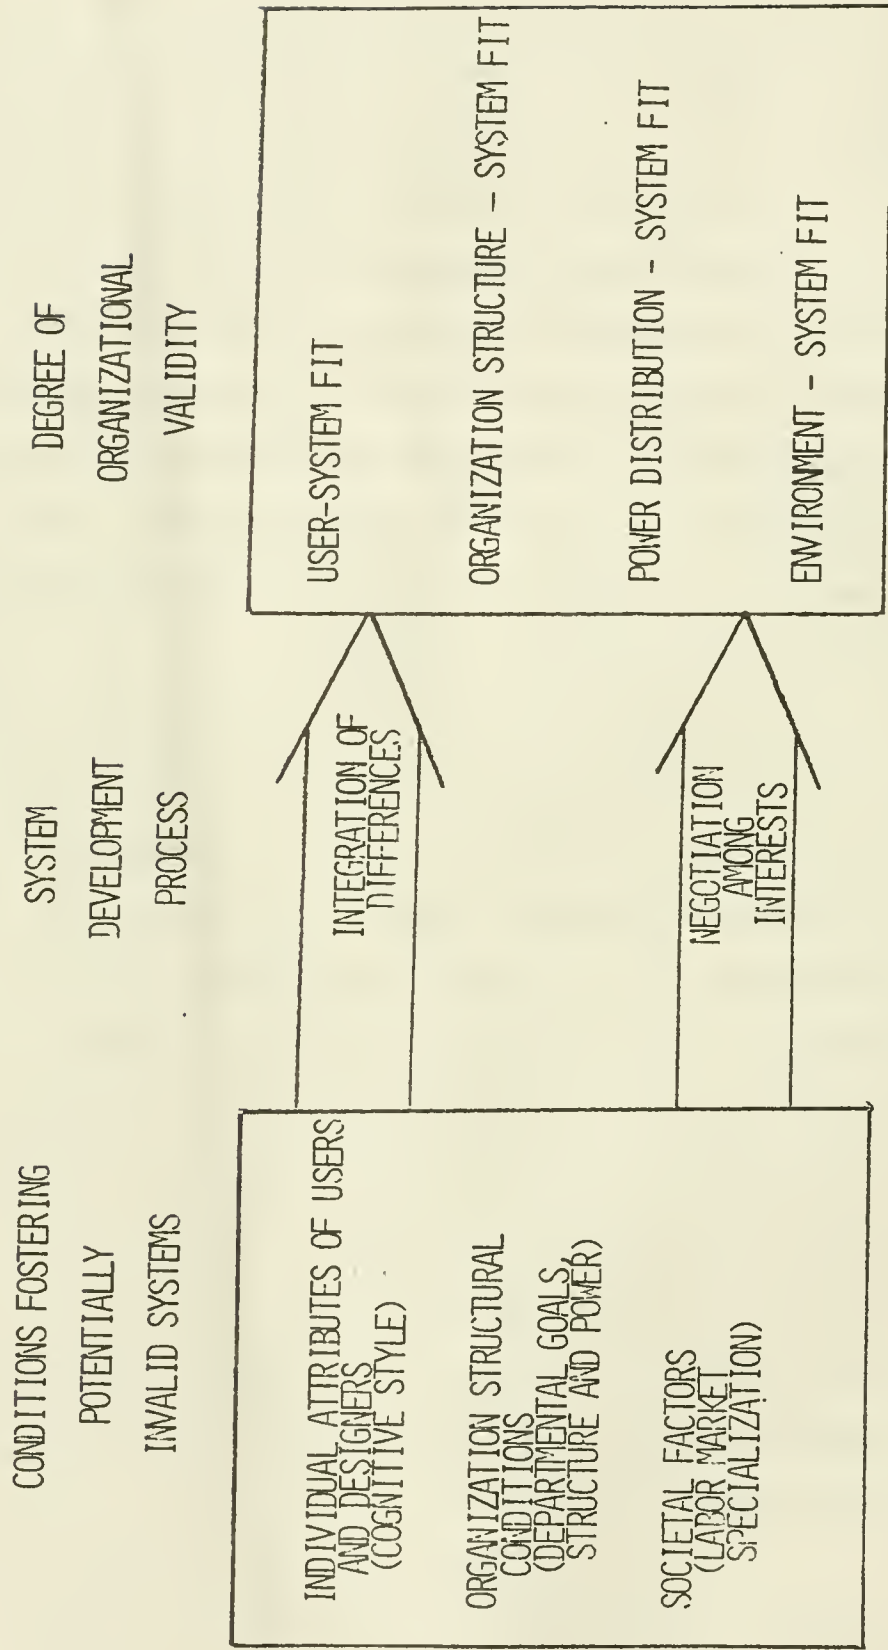 CONDITIONS FOSTERING
POTENTIALLY
INVALID SYSTEMS
INDIVIDUAL ATTRIBUTES OF USERS
AND DESIGNERS
(COGNITIVE STYLE)
ORGANIZATION STRUCTURAL
CONDITIONS
(DEPARTMENTAL GOALS,
STRUCTURE AND POWER)
SOCIETAL FACTORS
(LABOR MARKET
SPECIALIZATION)
SYSTEM
DEVELOPMENT
PROCESS
INTEGRATION OF
DIFFERENCES
NEGOTIATION
AMONG
INTERESTS
DEGREE OF
ORGANIZATIONAL
VALIDITY
USER-SYSTEM FIT
ORGANIZATION STRUCTURE - SYSTEM FIT
POWER DISTRIBUTION - SYSTEM FIT
ENVIRONMENT - SYSTEM FIT